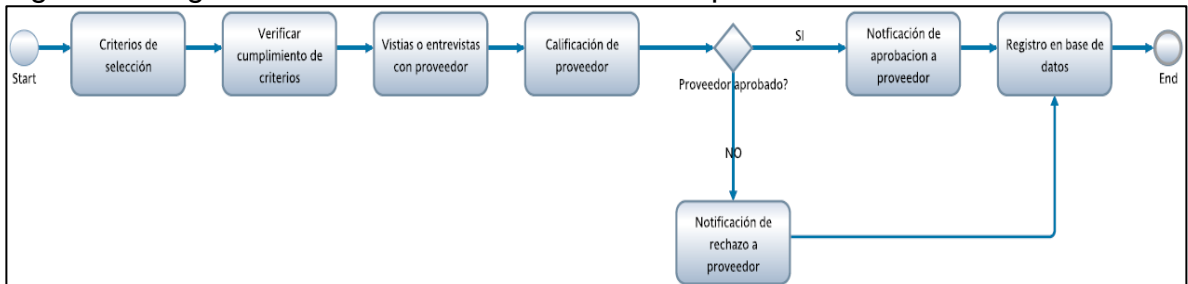 Start
Criterios de
selección
Verificar
cumplimiento de
criterios
Vistias o entrevistas
con proveedor
Calificación de
proveedor
Proveedor aprobado?
SI
Notficación de
aprobacion a
proveedor
Registro en base de
datos
End
NO
Notificación de
rechazo a
proveedor